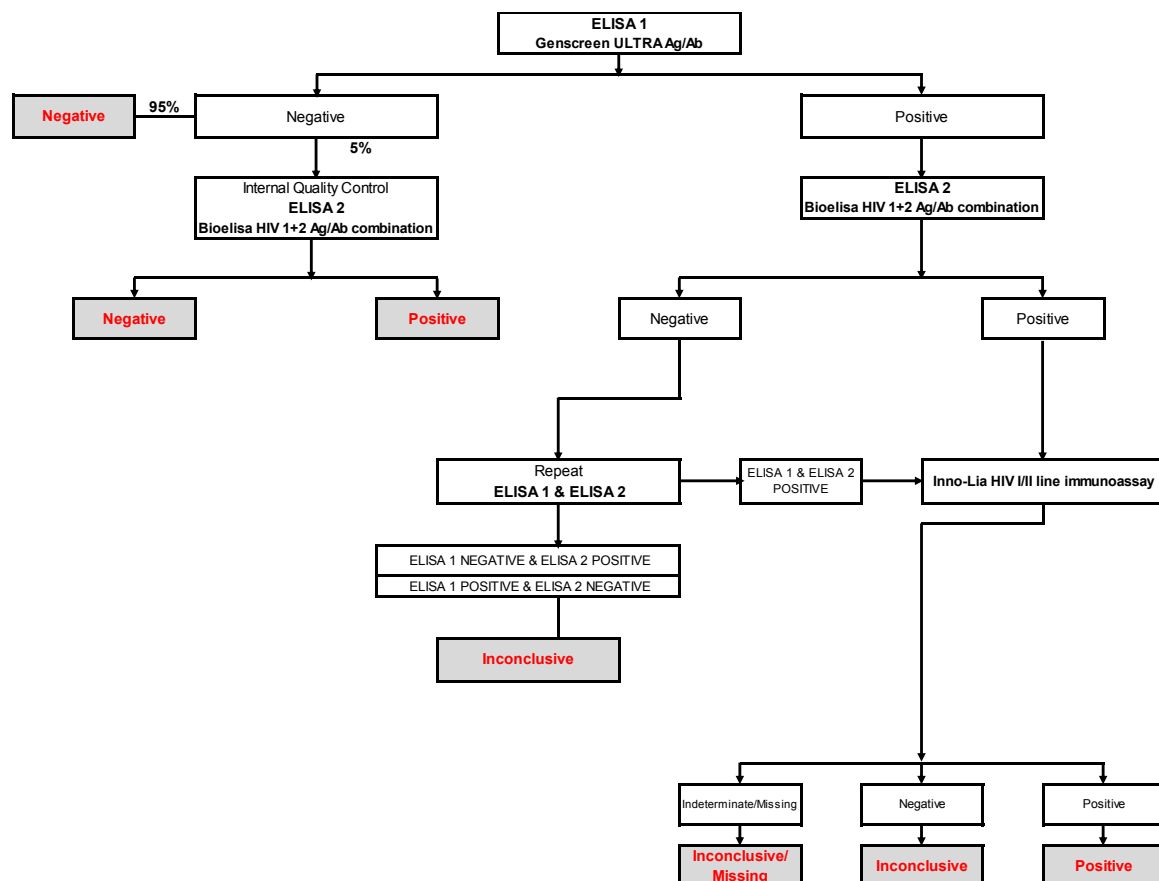 ELISA 1
Genscreen ULTRA Ag/Ab
Negative
95%
Negative
Positive
5%
Internal Quality Control
ELISA 2
Bioelisa HIV 1+2 Ag/Ab combination
ELISA 2
Bioelisa HIV 1+2 Ag/Ab combination
Negative
Positive
Negative
Positive
Repeat
ELISA 1 & ELISA 2
ELISA 1 & ELISA 2
POSITIVE
Inno-Lia HIV I/II line immunoassay
ELISA 1 NEGATIVE & ELISA 2 POSITIVE
ELISA 1 POSITIVE & ELISA 2 NEGATIVE
Inconclusive
Indeterminate/Missing
Negative
Positive
Inconclusive/
Missing
Inconclusive
Positive